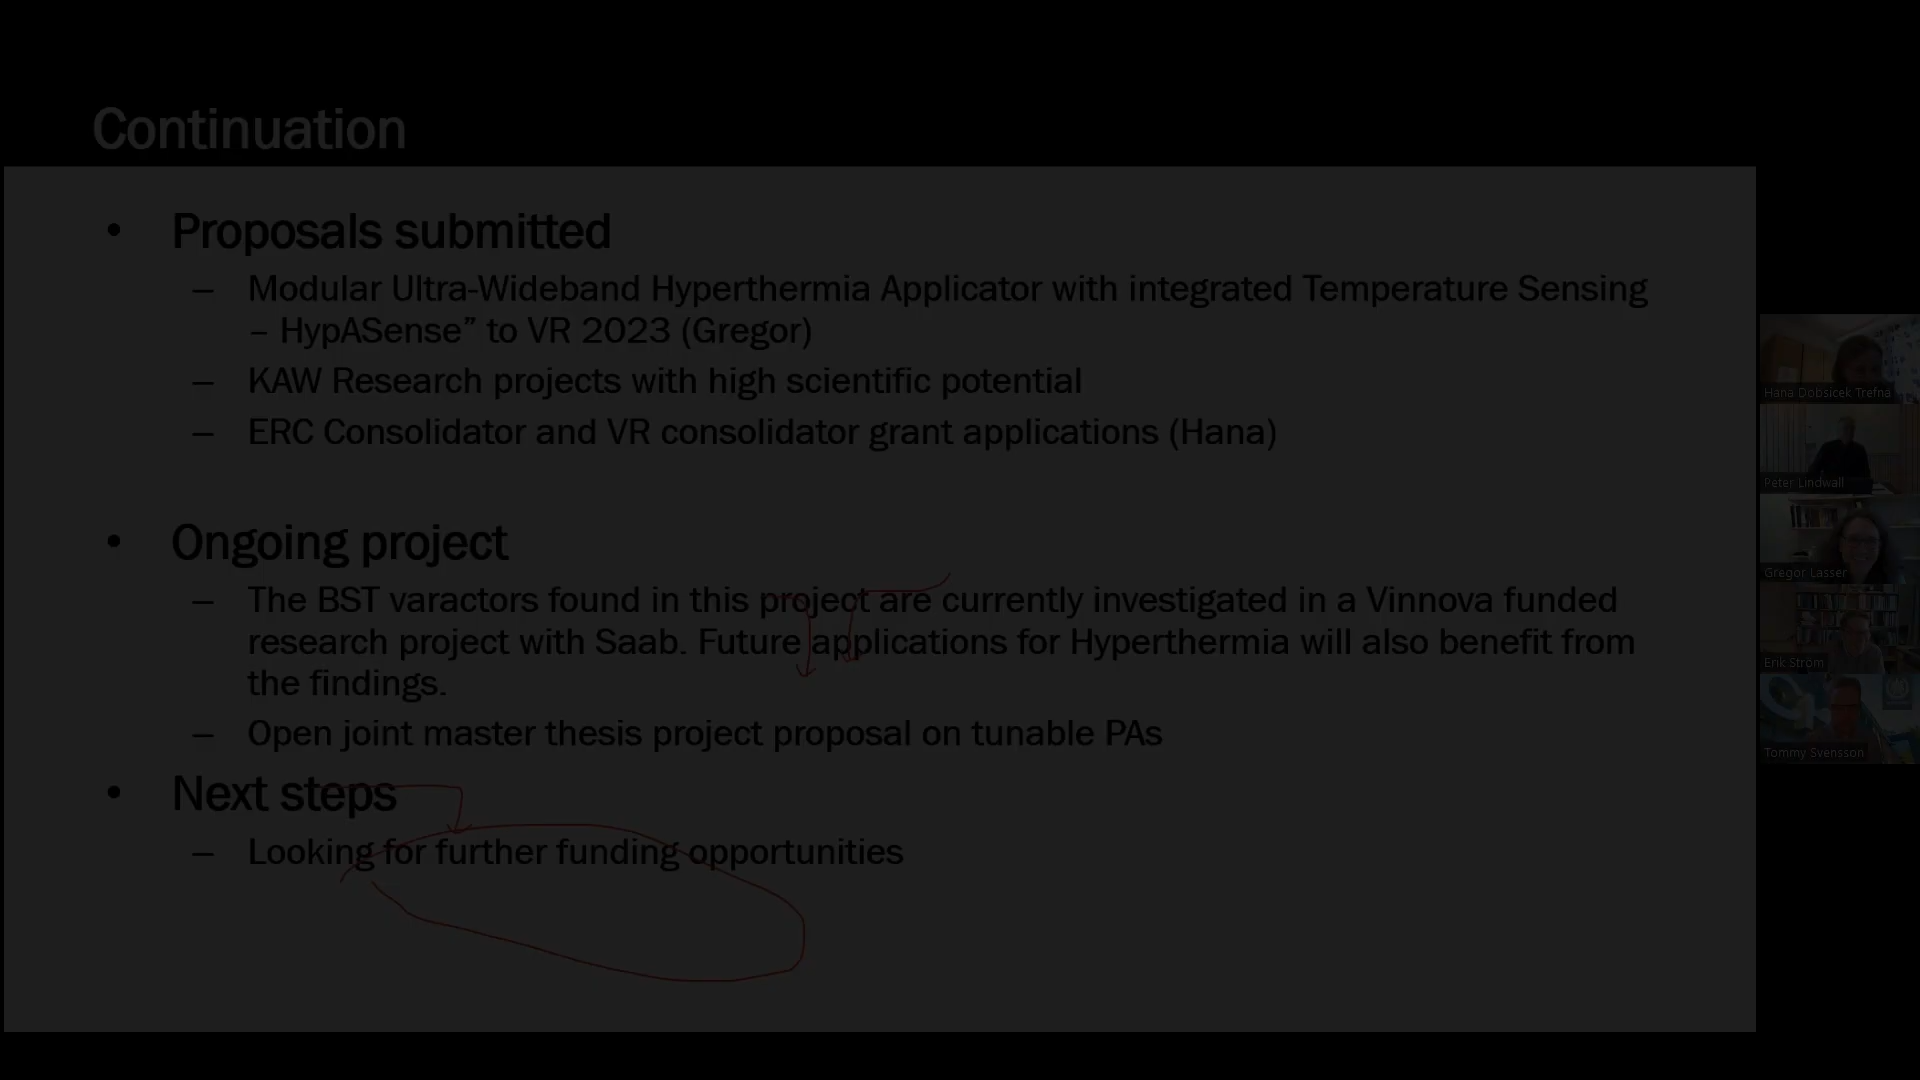 Continuation
• Proposals submitted
– Modular Ultra-Wideband Hyperthermia Applicator with integrated Temperature Sensing
– HypASense” to VR 2023 (Gregor)
– KAW Research projects with high scientific potential
– ERC Consolidator and VR consolidator grant applications (Hana)
• Ongoing project
– The BST varactors found in this project are currently investigated in a Vinnova funded
research project with Saab. Future applications for Hyperthermia will also benefit from
the findings.
– Open joint master thesis project proposal on tunable PAs
• Next steps
– Looking for further funding opportunities
Hana Dobsicek Trefna
Peter Lindwall
Gregor Lasser
Erik Ström
Tommy Svensson